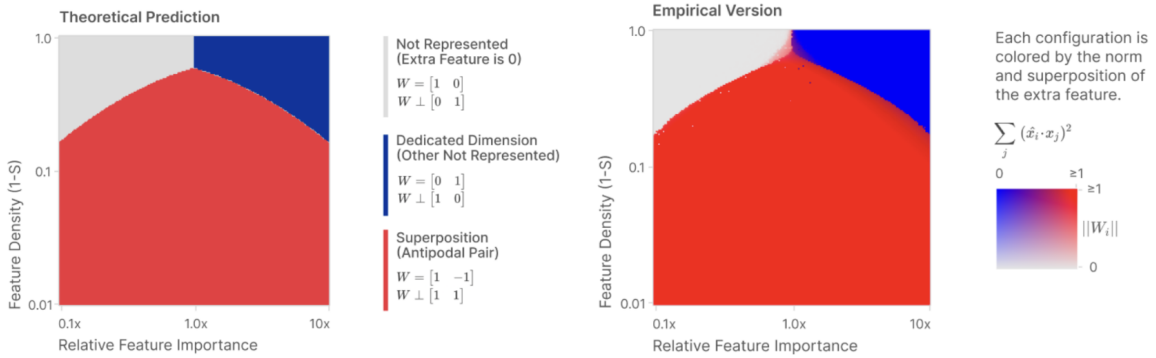 Theoretical Prediction
1.0
0.1
0.01
Feature Density (1-S)
0.1x
1.0x
10x
Relative Feature Importance
Not Represented
(Extra Feature is 0)
W = [1 0]
W ⊥ [0 1]
Dedicated Dimension
(Other Not Represented)
W = [0 1]
W ⊥ [1 0]
Superposition
(Antipodal Pair)
W = [1 −1]
W ⊥ [1 1]
Empirical Version
1.0
0.1
0.01
Feature Density (1-S)
0.1x
1.0x
10x
Relative Feature Importance
Each configuration is
colored by the norm
and superposition of
the extra feature.
∑j (x̂i·xj)²
0
≥1
≥1
||Wi||
0